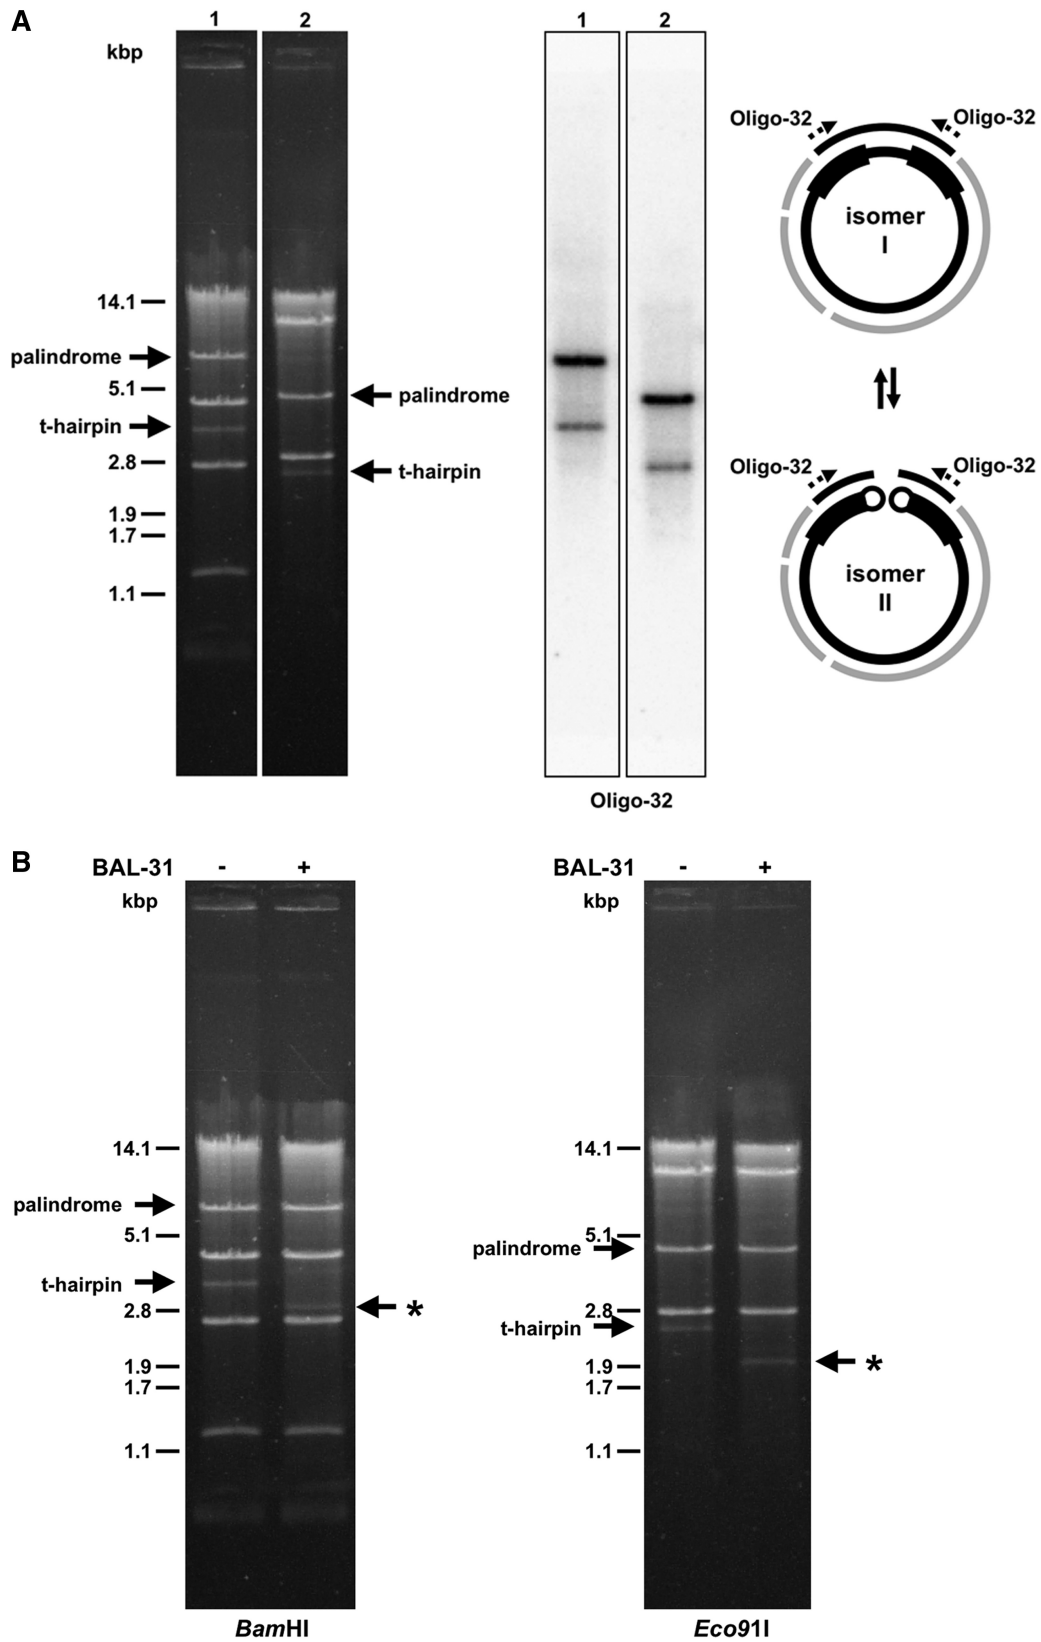 A
1 2
kbp
14.1
palindrome
5.1
t-hairpin
2.8
1.9
1.7
1.1
palindrome
t-hairpin
1 2
Oligo-32
Oligo-32 Oligo-32
isomer
I
Oligo-32 Oligo-32
isomer
II
B
BAL-31 - +
kbp
14.1
palindrome
5.1
t-hairpin
2.8
*
1.9
1.7
1.1
BamHI
BAL-31 - +
kbp
14.1
5.1
palindrome
2.8
t-hairpin
1.9
*
1.7
1.1
Eco91I